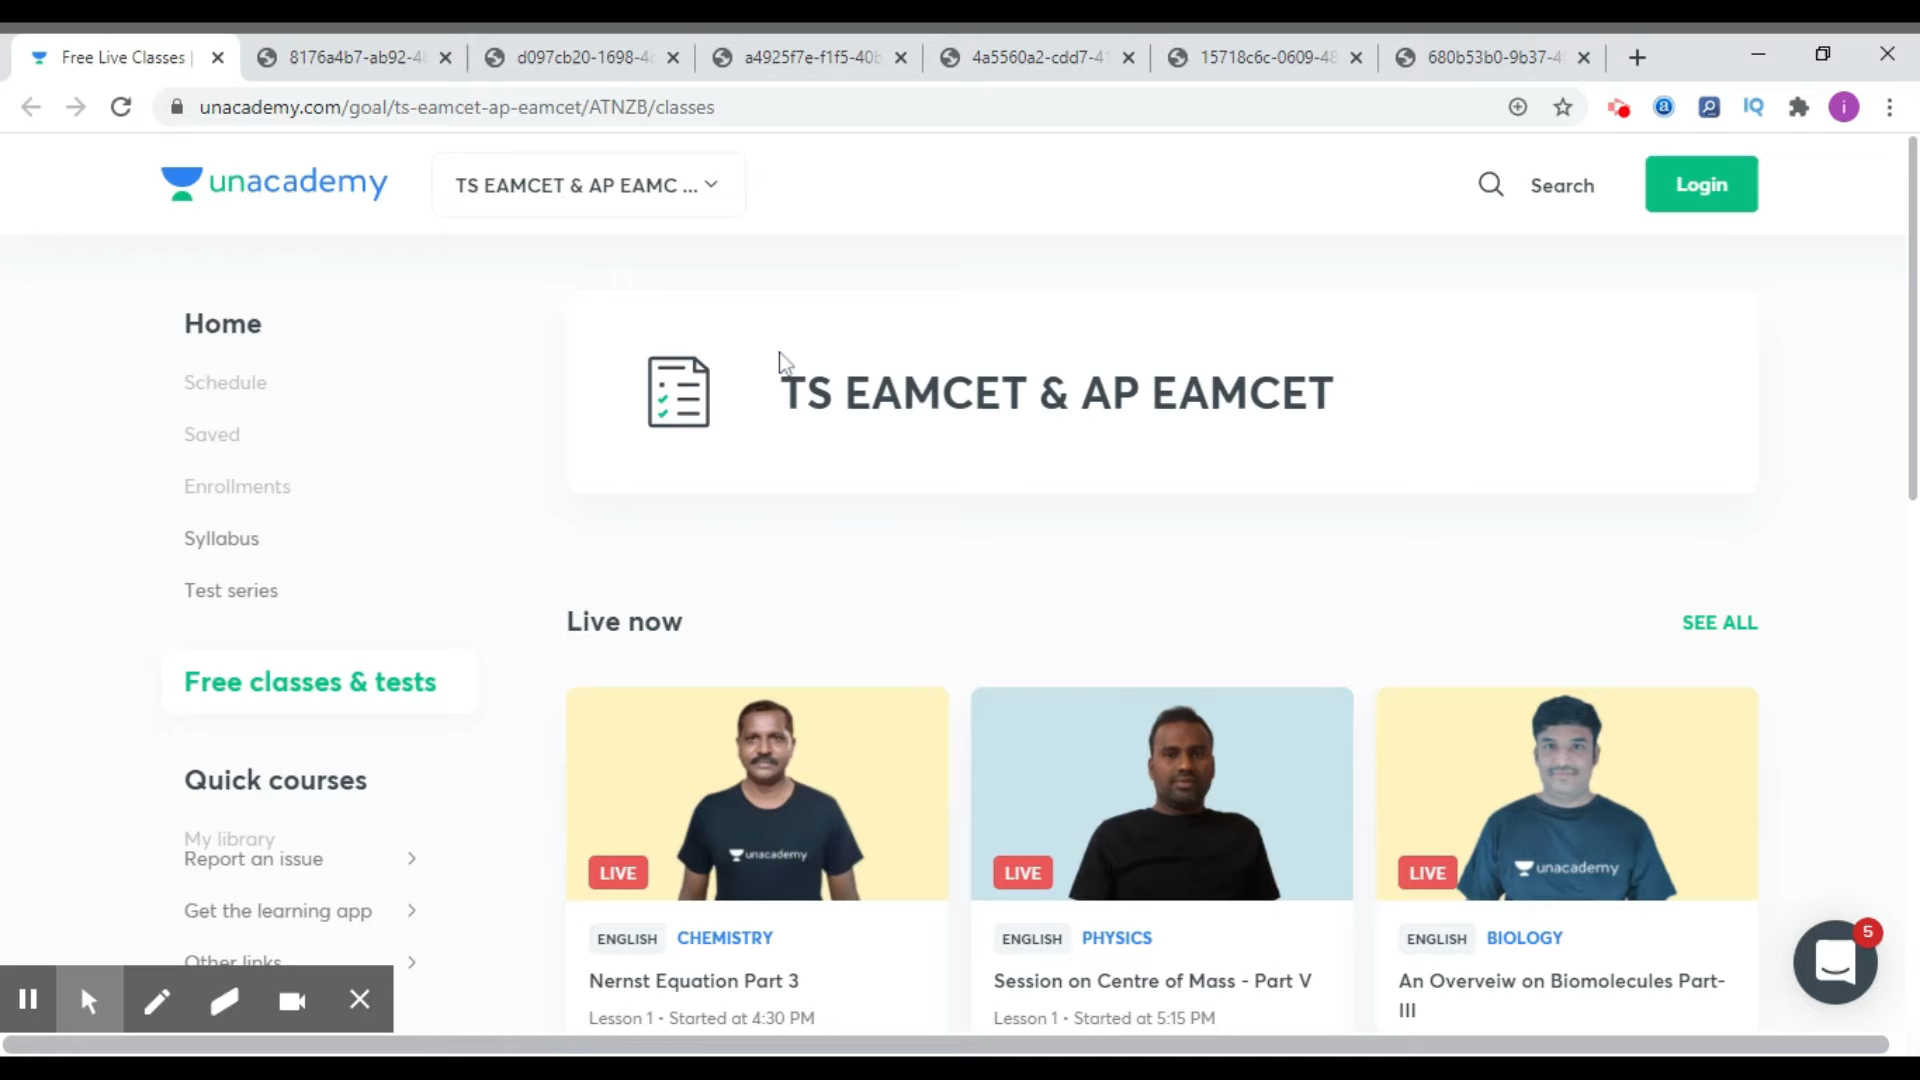 Free Live Classes |
8176a4b7-ab92-4
d097cb20-1698-4
a4925f7e-f1f5-40b
4a5560a2-cdd7-41
15718c6c-0609-48
680b53b0-9b37-4
unacademy.com/goal/ts-eamcet-ap-eamcet/ATNZB/classes
a
IQ
i
unacademy
TS EAMCET & AP EAMC ...
Search
Login
Home
Schedule
Saved
Enrollments
Syllabus
Test series
Free classes & tests
Quick courses
My library
Report an issue
Get the learning app
Other links
TS EAMCET & AP EAMCET
Live now
SEE ALL
unacademy
LIVE
ENGLISH CHEMISTRY
Nernst Equation Part 3
Lesson 1 • Started at 4:30 PM
LIVE
ENGLISH PHYSICS
Session on Centre of Mass - Part V
Lesson 1 • Started at 5:15 PM
unacademy
LIVE
ENGLISH BIOLOGY
An Overveiw on Biomolecules Part-
III
5